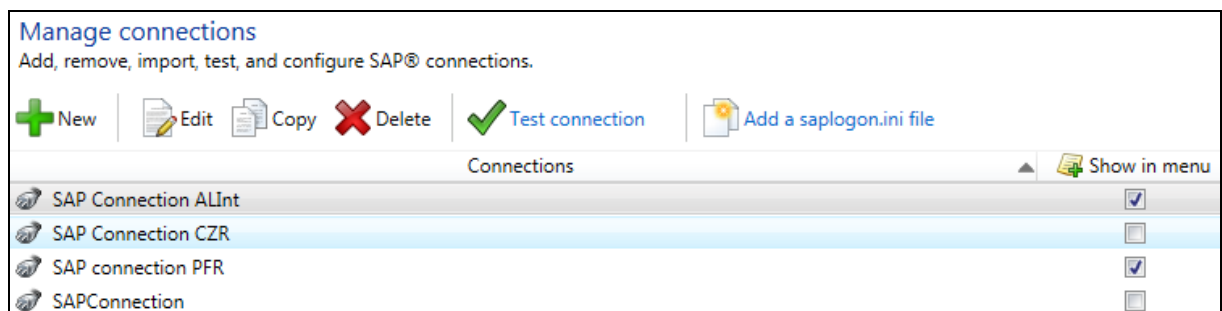 Manage connections
Add, remove, import, test, and configure SAP® connections.
New Edit Copy Delete Test connection Add a saplogon.ini file
Connections Show in menu
SAP Connection ALInt
SAP Connection CZR
SAP connection PFR
SAPConnection